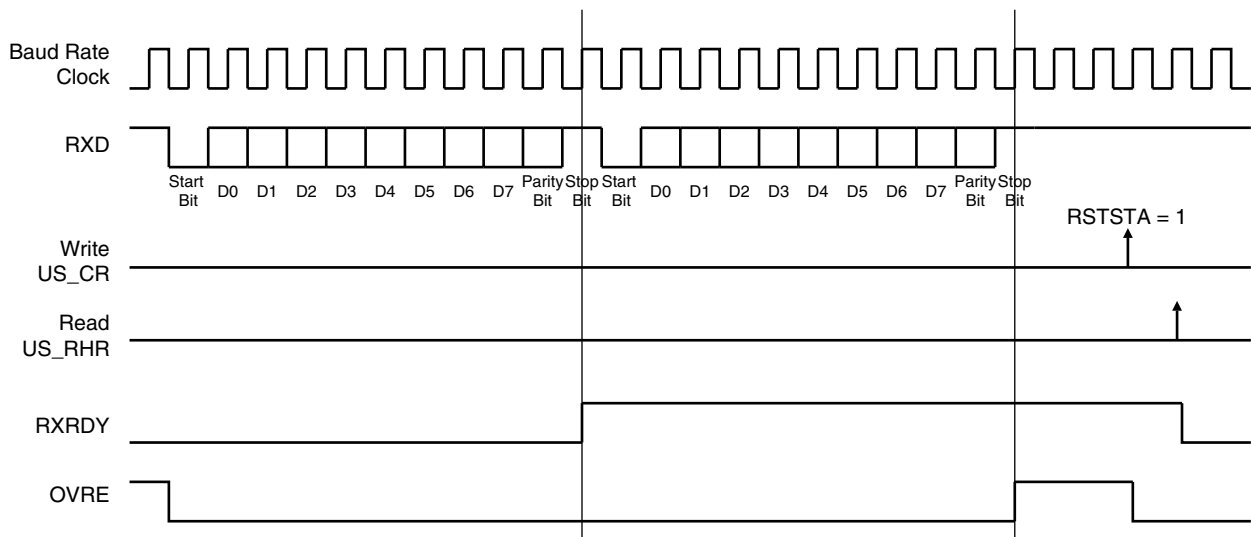 Baud Rate
Clock
RXD
Start
Bit
D0
D1
D2
D3
D4
D5
D6
D7
Parity
Bit
Stop
Bit
Start
Bit
D0
D1
D2
D3
D4
D5
D6
D7
Parity
Bit
Stop
Bit
RSTSTA = 1
Write
US_CR
Read
US_RHR
RXRDY
OVRE